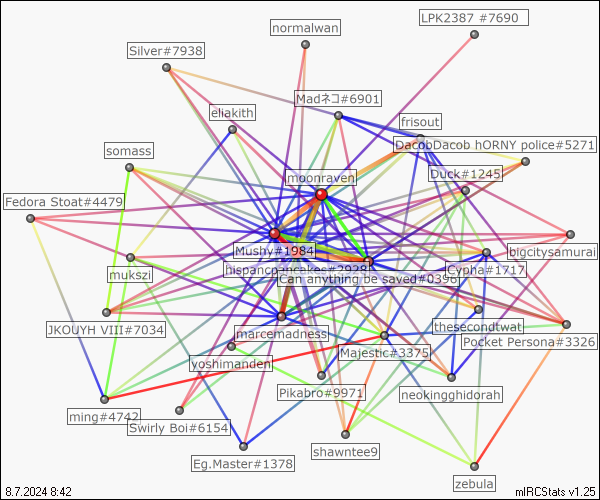 LPK2387 #7690
normalwan
Silver#7938
Madネコ#6901
eliakith
frisout
DacobDacob hORNY police#5271
somass
moonraven
Duck#1245
Fedora Stoat#4479
Mushy#1984
bigcitysamurai
hispanicpancakes#2928
Cypha#1717
mukszi
Can anything be saved#0396
JKOUYH VIII#7034
marcemadness
thesecondtwat
Pocket Persona#3326
yoshimanden
Majestic#3375
Pikabro#9971
neokingghidorah
ming#4742
Swirly Boi#6154
shawntee9
Eg.Master#1378
zebula
8.7.2024 8:42
mIRCStats v1.25